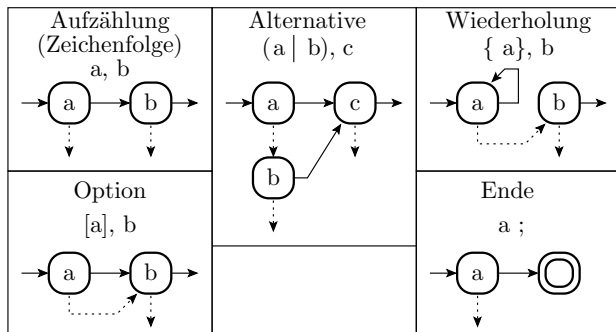 Aufzählung
(Zeichenfolge)
a, b
a
b
Alternative
(a | b), c
a
c
b
Wiederholung
{ a}, b
a
b
Option
[a], b
a
b
Ende
a ;
a